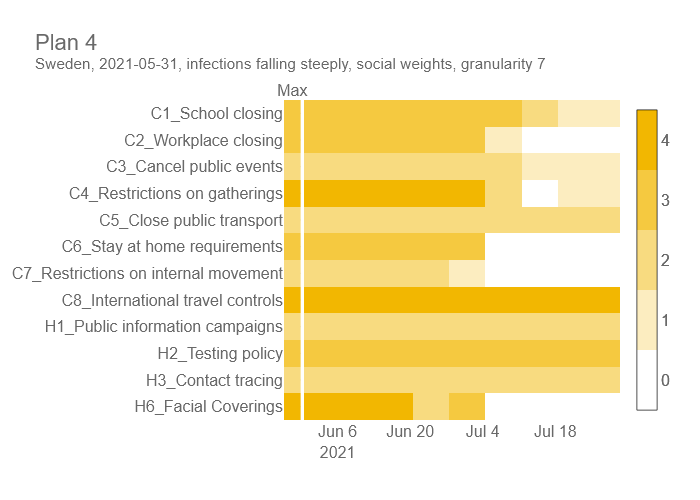 Plan 4
Sweden, 2021-05-31, infections falling steeply, social weights, granularity 7
Max
C1_School closing
C2_Workplace closing
C3_Cancel public events
C4_Restrictions on gatherings
C5_Close public transport
C6_Stay at home requirements
C7_Restrictions on internal movement
C8_International travel controls
H1_Public information campaigns
H2_Testing policy
H3_Contact tracing
H6_Facial Coverings
Jun 6 Jun 20 Jul 4 Jul 18
2021
4
3
2
1
0